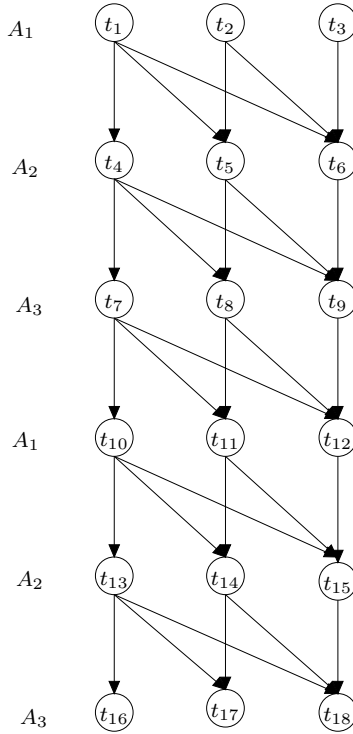 A₁ t₁ t₂ t₃
A₂ t₄ t₅ t₆
A₃ t₇ t₈ t₉
A₁ t₁₀ t₁₁ t₁₂
A₂ t₁₃ t₁₄ t₁₅
A₃ t₁₆ t₁₇ t₁₈